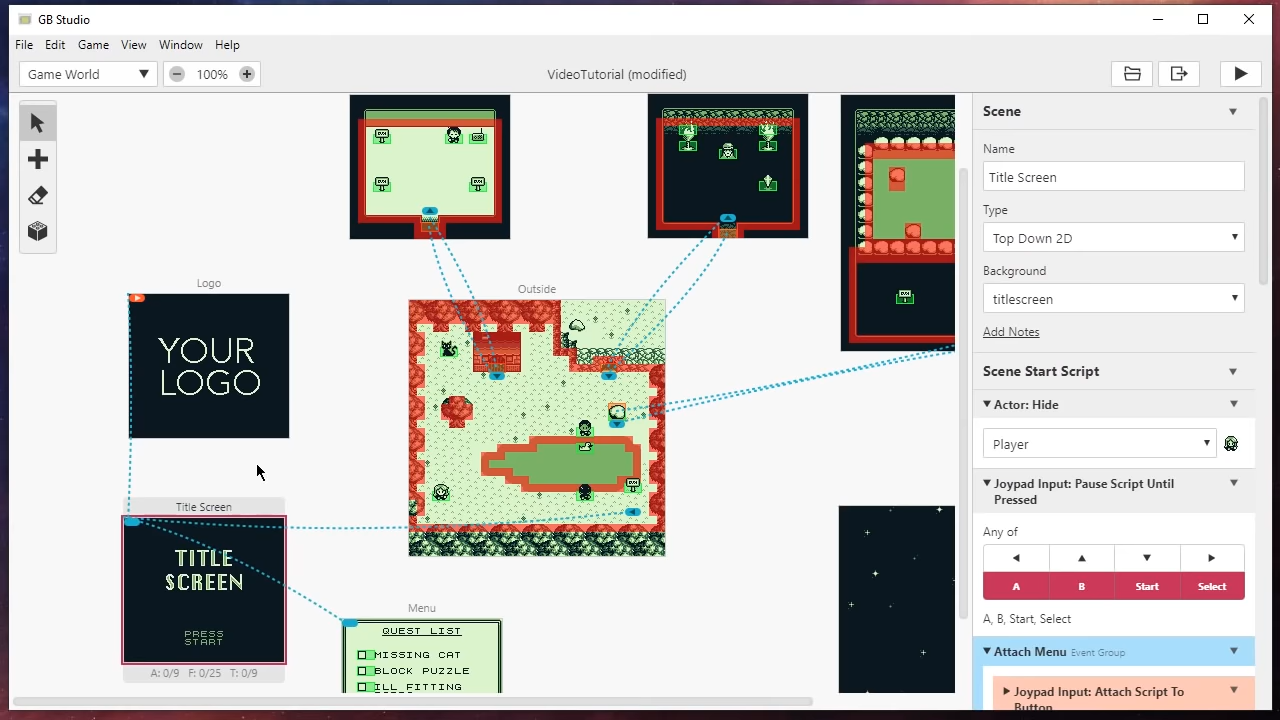 GB Studio
File Edit Game View Window Help
Game World
100%
VideoTutorial (modified)
Logo
YOUR
LOGO
Outside
Title Screen
TITLE
SCREEN
PRESS
START
A: 0/9 F: 0/25 T: 0/9
Menu
QUEST LIST
MISSING CAT
BLOCK PUZZLE
ILL FITTING
Scene
Name
Title Screen
Type
Top Down 2D
Background
titlescreen
Add Notes
Scene Start Script
Actor: Hide
Player
Joypad Input: Pause Script Until
Pressed
Any of
A B Start Select
A, B, Start, Select
Attach Menu Event Group
Joypad Input: Attach Script To
Button